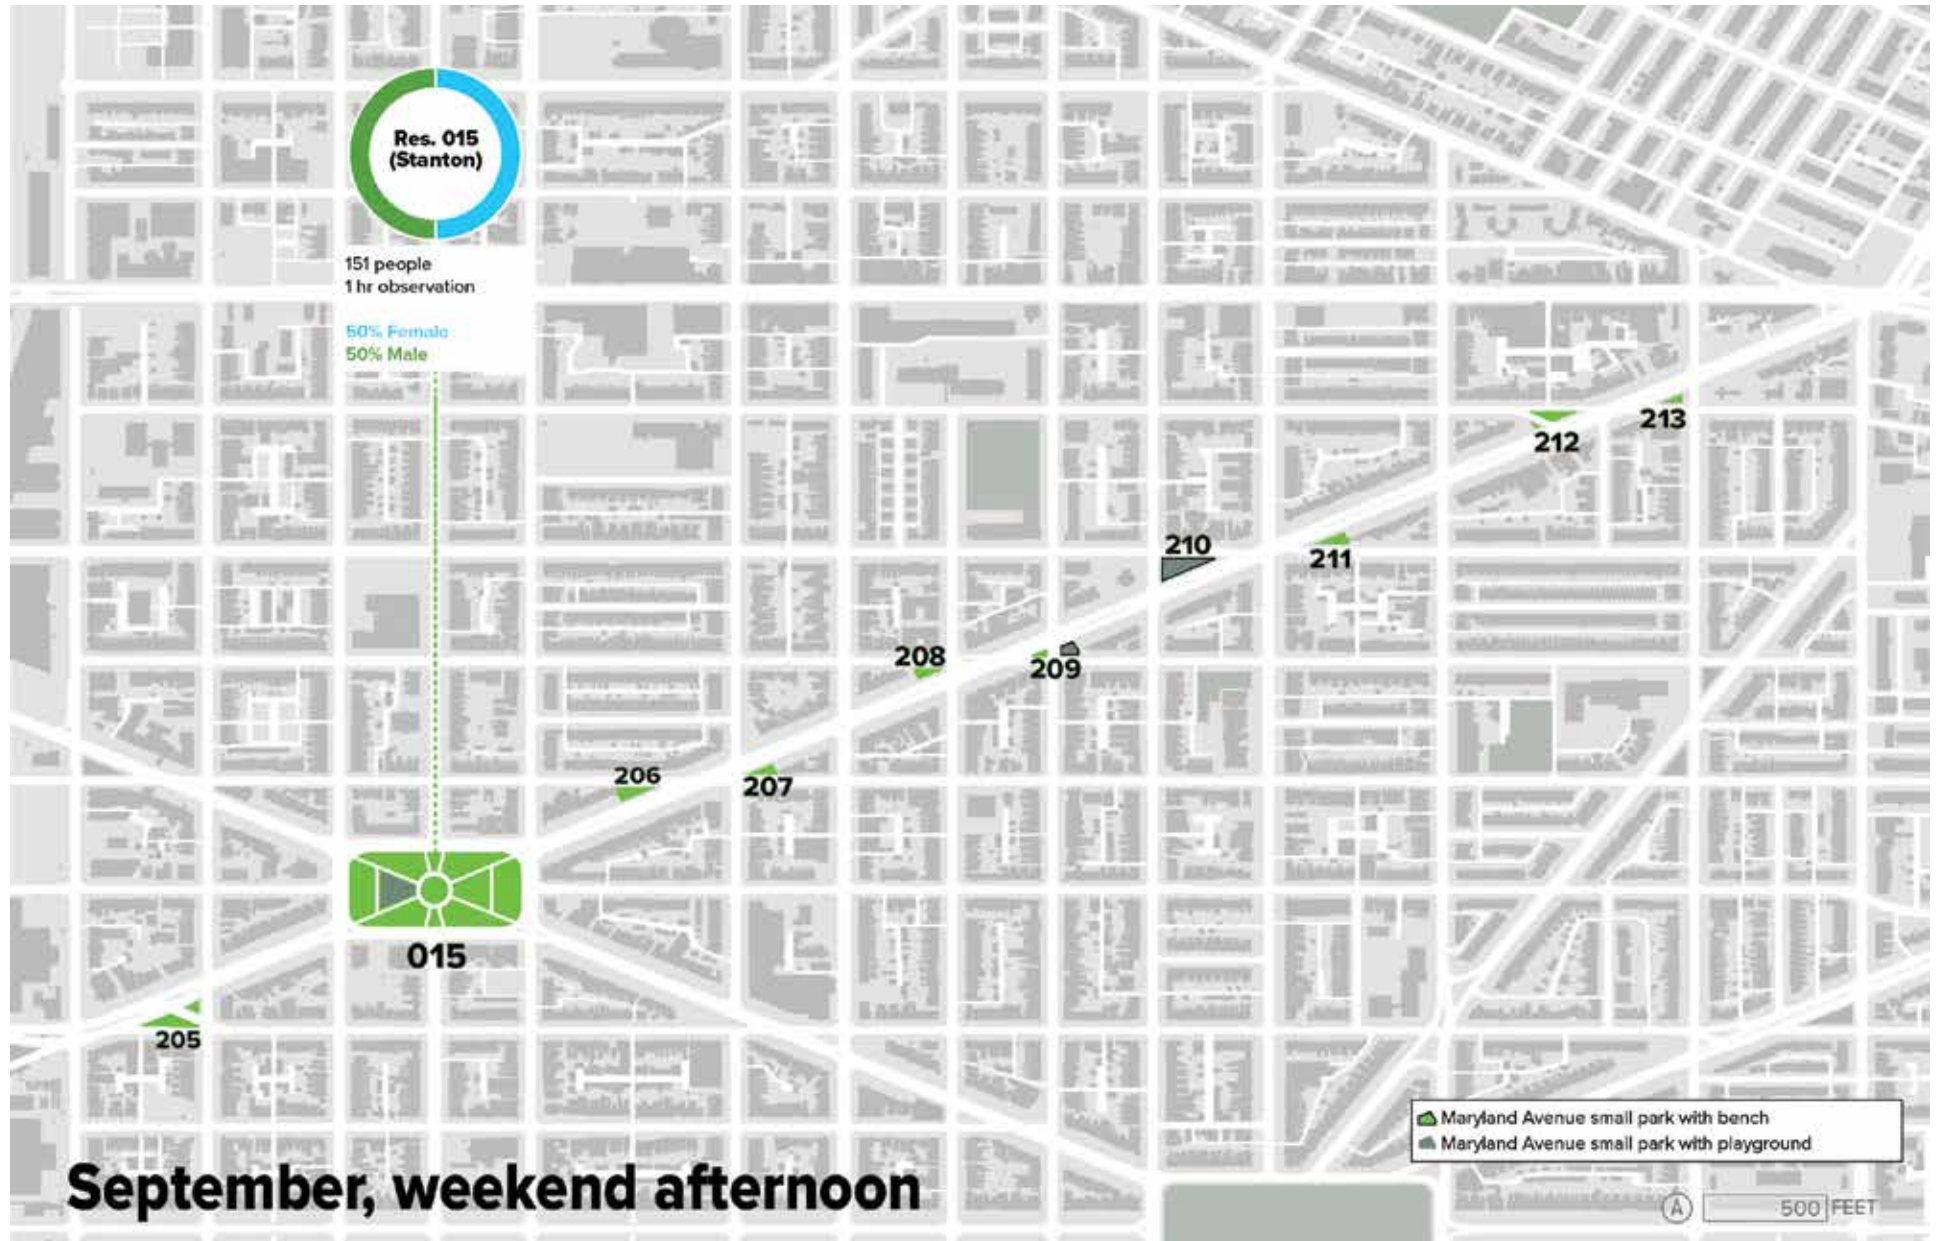 Res. 015
(Stanton)
151 people
1 hr observation
50% Female
50% Male
213
212
210
211
208
209
206
207
015
205
Maryland Avenue small park with bench
Maryland Avenue small park with playground
September, weekend afternoon
A 500 FEET